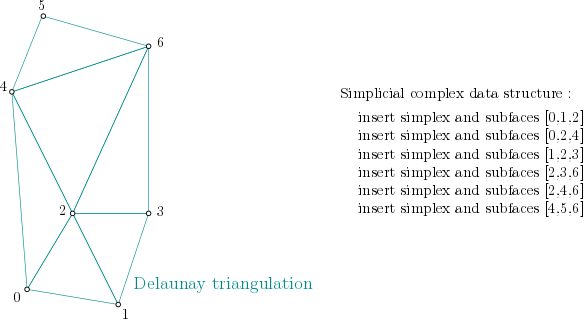 5
6
4
Simplicial complex data structure :
insert simplex and subfaces [0,1,2]
insert simplex and subfaces [0,2,4]
insert simplex and subfaces [1,2,3]
insert simplex and subfaces [2,3,6]
insert simplex and subfaces [2,4,6]
insert simplex and subfaces [4,5,6]
2
3
Delaunay triangulation
0
1